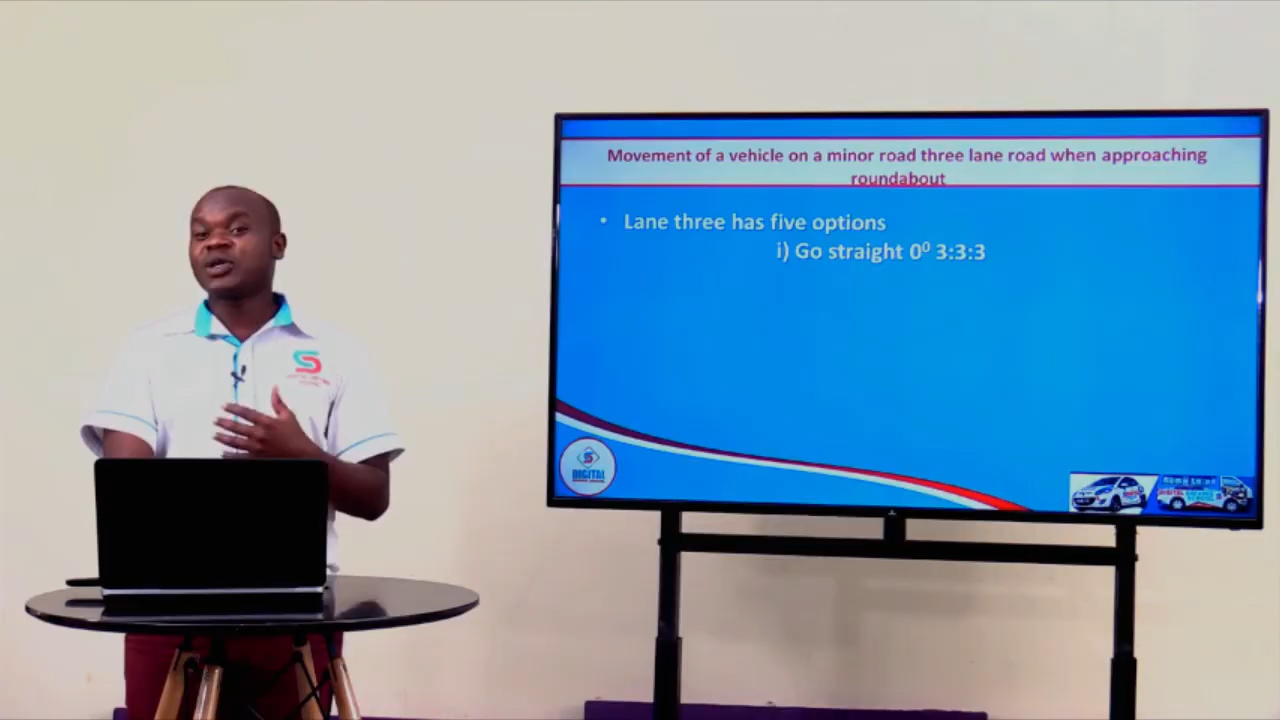 Movement of a vehicle on a minor road three lane road when approaching
roundabout
• Lane three has five options
i) Go straight 0⁰ 3:3:3
DIGITAL